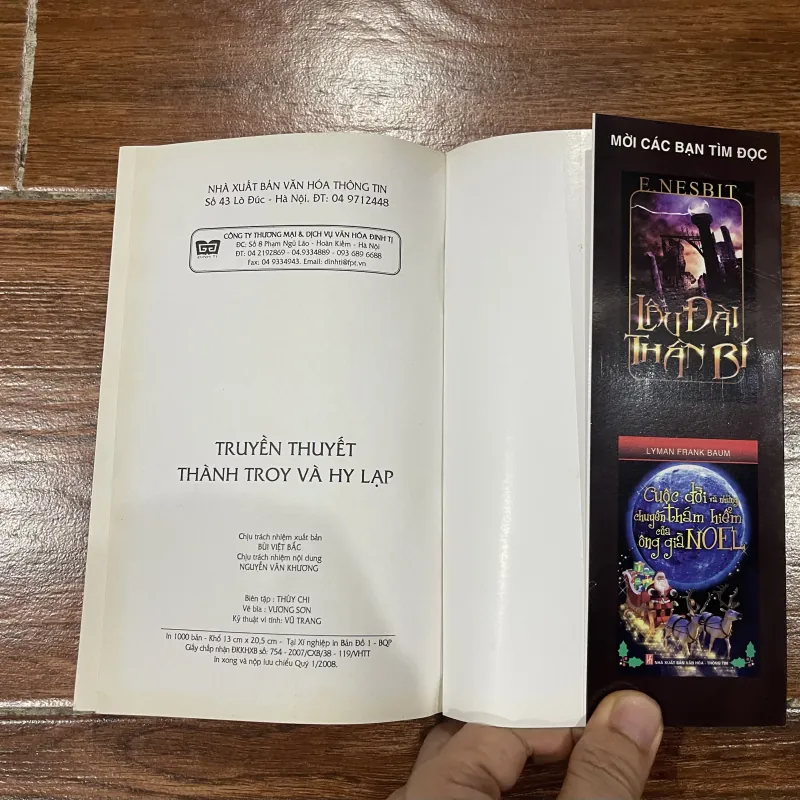 NHÀ XUẤT BẢN VĂN HÓA THÔNG TIN
Số 43 Lò Đúc - Hà Nội, ĐT: 04 9712448
CÔNG TY THƯƠNG MẠI & DỊCH VỤ VĂN HÓA ĐINH TỊ
ĐC: Số 8 Phạm Ngũ Lão - Hoàn Kiếm - Hà Nội
ĐT: 04 2192869 - 04.9334889 - 093 689 6688
Fax: 04 9334943. Email: dinhti@fpt.vn
TRUYỀN THUYẾT
THÀNH TROY VÀ HY LẠP
Chịu trách nhiệm xuất bản
BÙI VIỆT BẮC
Chịu trách nhiệm nội dung
NGUYỄN VĂN KHƯƠNG
Biên tập : THÙY CHI
Vẽ bìa : VƯƠNG SƠN
Kỹ thuật vi tính: VŨ TRANG
In 1000 bản - Khổ 13 cm x 20,5 cm - Tại Xí nghiệp in Bản Đồ 1 - BQP
Giấy chấp nhận ĐKKHXB số: 754 - 2007/CXB/38 - 119/VHTT
In xong và nộp lưu chiểu Quý 1/2008.
MỜI CÁC BẠN TÌM ĐỌC
E. NESBIT
LÂU ĐÀI
THẦN BÍ
LYMAN FRANK BAUM
Cuộc đời và những
chuyến thám hiểm
của
ông già NOEL
NHÀ XUẤT BẢN VĂN HÓA - THÔNG TIN